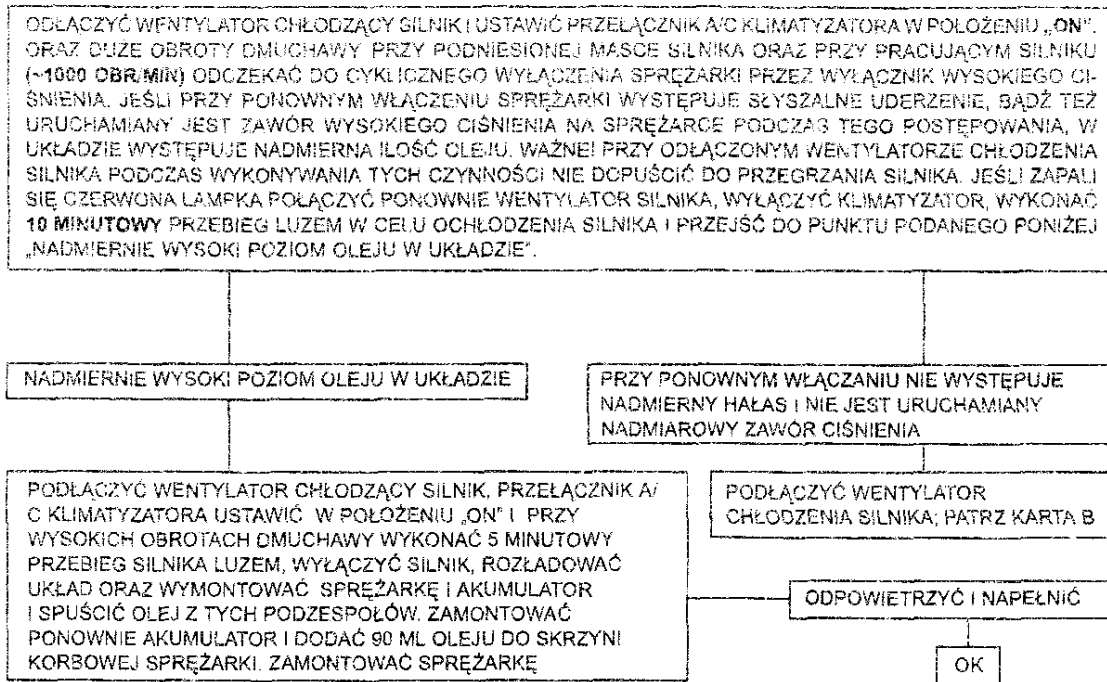 ODŁĄCZYĆ WENTYLATOR CHŁODZĄCY SILNIK I USTAWIĆ PRZEŁĄCZNIK A/C KLIMATYZATORA W POŁOŻENIU „ON".
ORAZ DUŻE OBROTY DMUCHAWY PRZY PODNIESIONEJ MASCE SILNIKA ORAZ PRZY PRACUJĄCYM SILNIKU
(~1000 OBR/MIN) ODCZEKAĆ DO CYKLICZNEGO WYŁĄCZENIA SPRĘŻARKI PRZEZ WYŁĄCZNIK WYSOKIEGO CI-
ŚNIENIA. JEŚLI PRZY PONOWNYM WŁĄCZENIU SPRĘŻARKI WYSTĘPUJE SŁYSZALNE UDERZENIE, BĄDŹ TEŻ
URUCHAMIANY JEST ZAWÓR WYSOKIEGO CIŚNIENIA NA SPRĘŻARCE PODCZAS TEGO POSTĘPOWANIA, W
UKŁADZIE WYSTĘPUJE NADMIERNA ILOŚĆ OLEJU. WAŻNE! PRZY ODŁĄCZONYM WENTYLATORZE CHŁODZENIA
SILNIKA PODCZAS WYKONYWANIA TYCH CZYNNOŚCI NIE DOPUŚCIĆ DO PRZEGRZANIA SILNIKA. JEŚLI ZAPALI
SIĘ CZERWONA LAMPKA POŁĄCZYĆ PONOWNIE WENTYLATOR SILNIKA, WYŁĄCZYĆ KLIMATYZATOR, WYKONAĆ
10 MINUTOWY PRZEBIEG LUZEM W CELU OCHŁODZENIA SILNIKA I PRZEJŚĆ DO PUNKTU PODANEGO PONIŻEJ
„NADMIERNIE WYSOKI POZIOM OLEJU W UKŁADZIE".
NADMIERNIE WYSOKI POZIOM OLEJU W UKŁADZIE
PRZY PONOWNYM WŁĄCZANIU NIE WYSTĘPUJE
NADMIERNY HAŁAS I NIE JEST URUCHAMIANY
NADMIAROWY ZAWÓR CIŚNIENIA
PODŁĄCZYĆ WENTYLATOR CHŁODZĄCY SILNIK, PRZEŁĄCZNIK A/
C KLIMATYZATORA USTAWIĆ W POŁOŻENIU „ON" I PRZY
WYSOKICH OBROTACH DMUCHAWY WYKONAĆ 5 MINUTOWY
PRZEBIEG SILNIKA LUZEM, WYŁĄCZYĆ SILNIK, ROZŁADOWAĆ
UKŁAD ORAZ WYMONTOWAĆ SPRĘŻARKĘ I AKUMULATOR
I SPUŚCIĆ OLEJ Z TYCH PODZESPOŁÓW. ZAMONTOWAĆ
PONOWNIE AKUMULATOR I DODAĆ 90 ML OLEJU DO SKRZYNI
KORBOWEJ SPRĘŻARKI. ZAMONTOWAĆ SPRĘŻARKĘ
PODŁĄCZYĆ WENTYLATOR
CHŁODZENIA SILNIKA; PATRZ KARTA B
ODPOWIETRZYĆ I NAPEŁNIĆ
OK